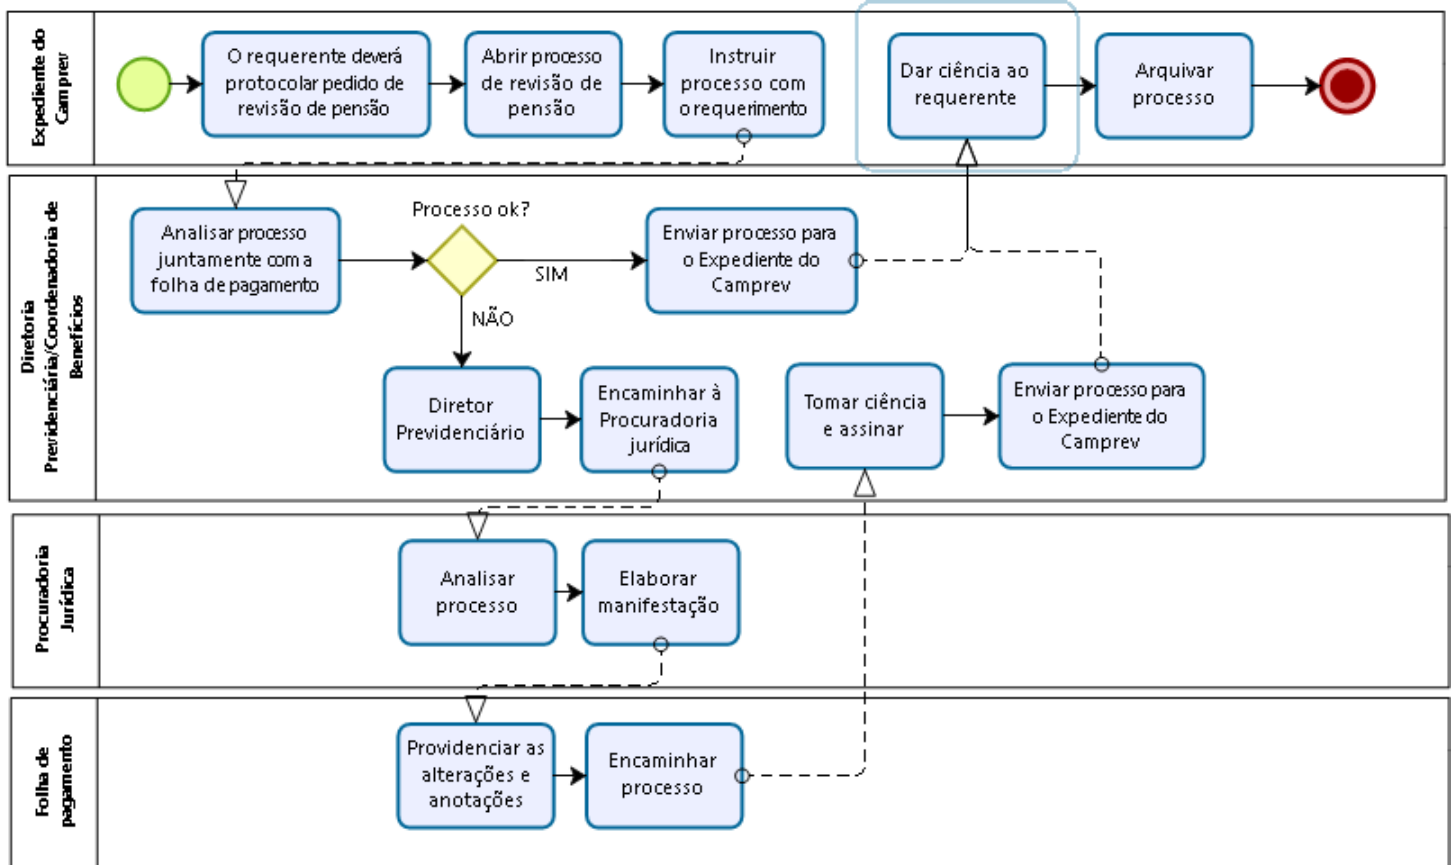 Expediente do
Camprev
O requerente deverá
protocolar pedido de
revisão de pensão
Abrir processo
de revisão de
pensão
Instruir
processo com
o requerimento
Dar ciência ao
requerente
Arquivar
processo
Diretoria
Previdenciária/Coordenadoria de
Benefícios
Analisar processo
juntamente com a
folha de pagamento
Processo ok?
SIM
NÃO
Enviar processo para
o Expediente do
Camprev
Diretor
Previdenciário
Encaminhar à
Procuradoria
jurídica
Tomar ciência
e assinar
Enviar processo para
o Expediente do
Camprev
Procuradoria
Jurídica
Analisar
processo
Elaborar
manifestação
Folha de
pagamento
Providenciar as
alterações e
anotações
Encaminhar
processo